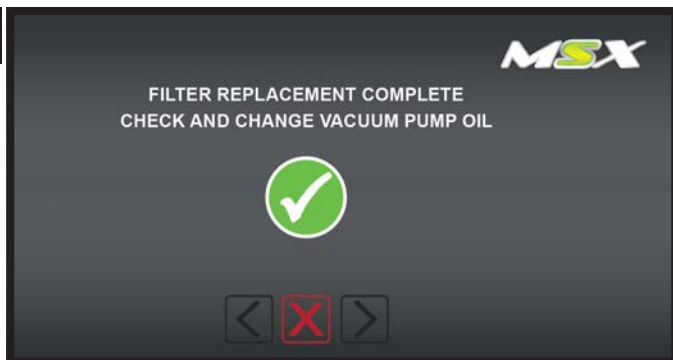 MSX
FILTER REPLACEMENT COMPLETE
CHECK AND CHANGE VACUUM PUMP OIL